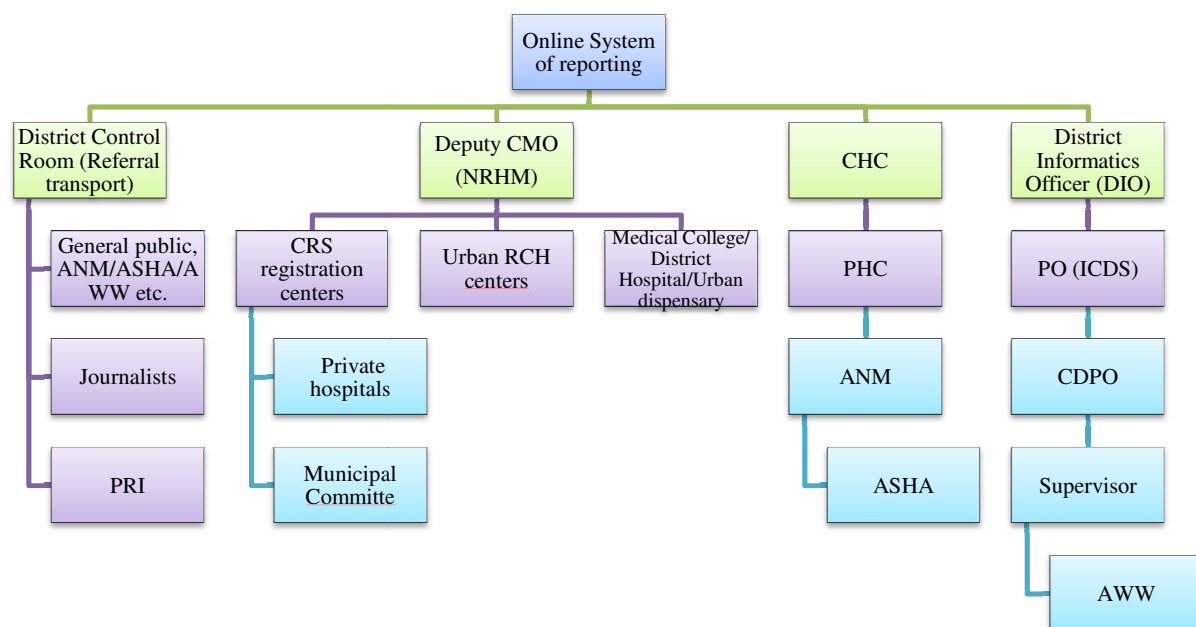 Online System
of reporting
District Control
Room (Referral
transport)
Deputy CMO
(NRHM)
CHC
District
Informatics
Officer (DIO)
General public,
ANM/ASHA/A
WW etc.
CRS
registration
centers
Urban RCH
centers
Medical College/
District
Hospital/Urban
dispensary
PHC
PO (ICDS)
Journalists
Private
hospitals
ANM
CDPO
PRI
Municipal
Committe
ASHA
Supervisor
AWW